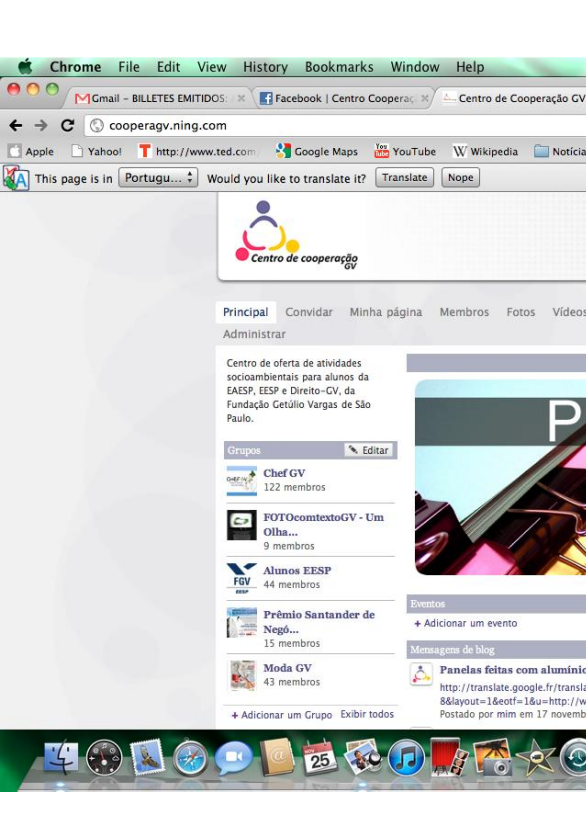 Chrome File Edit View History Bookmarks Window Help
Gmail – BILLETES EMITIDOS:
Facebook | Centro Cooperaç
Centro de Cooperação GV
cooperagv.ning.com
Apple Yahoo! http://www.ted.com/ Google Maps YouTube Wikipedia Notícia
This page is in Portugu... Would you like to translate it? Translate Nope
Centro de cooperação
GV
Principal Convidar Minha página Membros Fotos Vídeos
Administrar
Centro de oferta de atividades
socioambientais para alunos da
EAESP, EESP e Direito-GV, da
Fundação Getúlio Vargas de São
Paulo.
P
Grupos Editar
Chef GV
122 membros
FOTOcomtextoGV - Um
Olha...
9 membros
FGV
EESP
Alunos EESP
44 membros
Prêmio Santander de
Negó...
15 membros
Moda GV
43 membros
+ Adicionar um Grupo Exibir todos
Eventos
+ Adicionar um evento
Mensagens de blog
Panelas feitas com alumínio
http://translate.google.fr/transla
8&layout=1&eotf=1&u=http://w
Postado por mim em 17 novemb
NOV
25